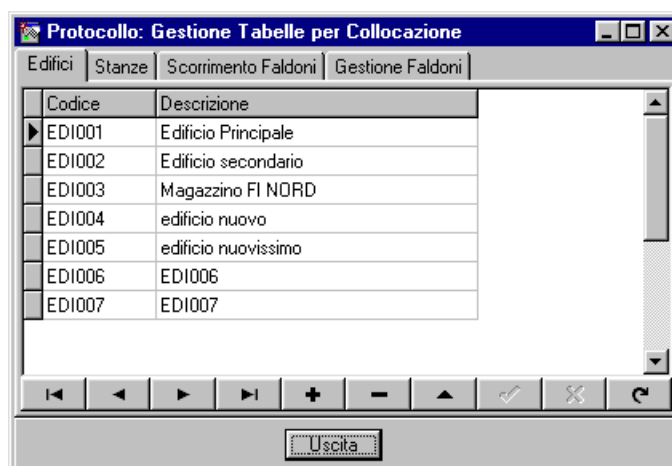 Protocollo: Gestione Tabelle per Collocazione
Edifici Stanze Scorrimento Faldoni Gestione Faldoni
Codice Descrizione
EDI001 Edificio Principale
EDI002 Edificio secondario
EDI003 Magazzino FI NORD
EDI004 edificio nuovo
EDI005 edificio nuovissimo
EDI006 EDI006
EDI007 EDI007
Uscita